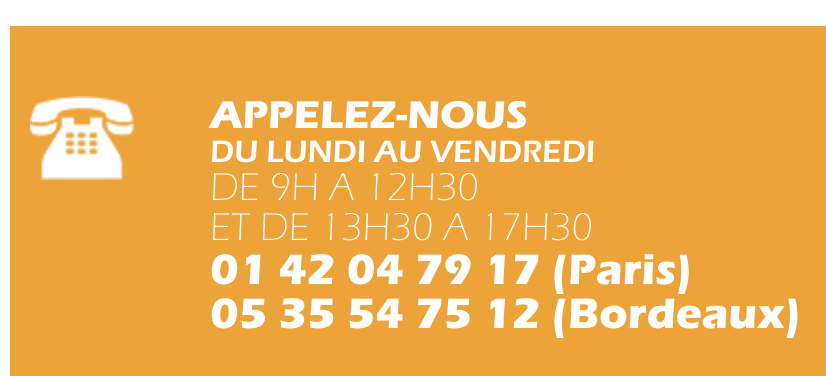 APPELEZ-NOUS
DU LUNDI AU VENDREDI
DE 9H A 12H30
ET DE 13H30 A 17H30
01 42 04 79 17 (Paris)
05 35 54 75 12 (Bordeaux)